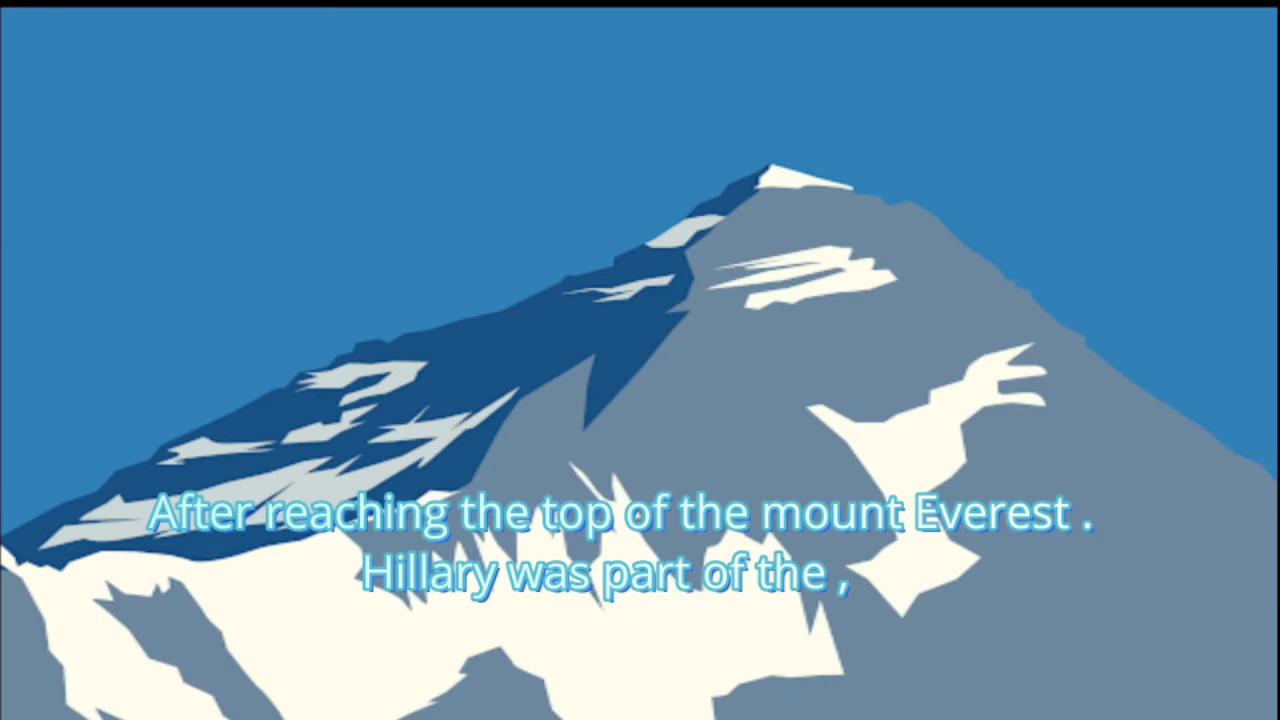 After reaching the top of the mount Everest .
Hillary was part of the ,